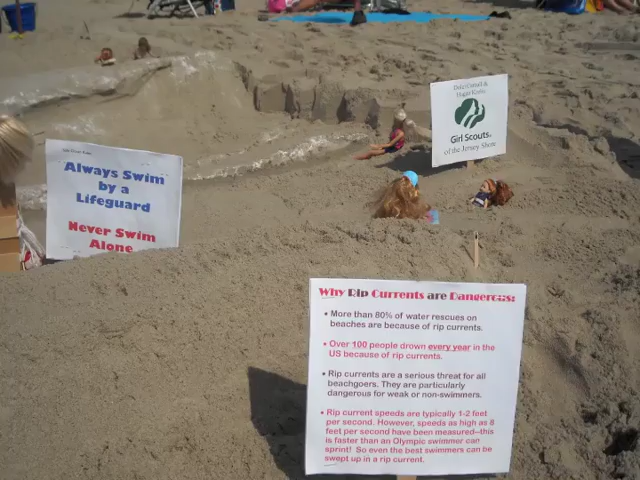 Girl Scouts
of the Jersey Shore
Always Swim
by a
Lifeguard
Never Swim
Alone
Why Rip Currents are Dangerous:
• More than 80% of water rescues on
beaches are because of rip currents.
• Over 100 people drown every year in the
US because of rip currents.
• Rip currents are a serious threat for all
beachgoers. They are particularly
dangerous for weak or non-swimmers.
• Rip current speeds are typically 1-2 feet
per second. However, speeds as high as 8
feet per second have been measured--this
is faster than an Olympic swimmer can
sprint! So even the best swimmers can be
swept up in a rip current.